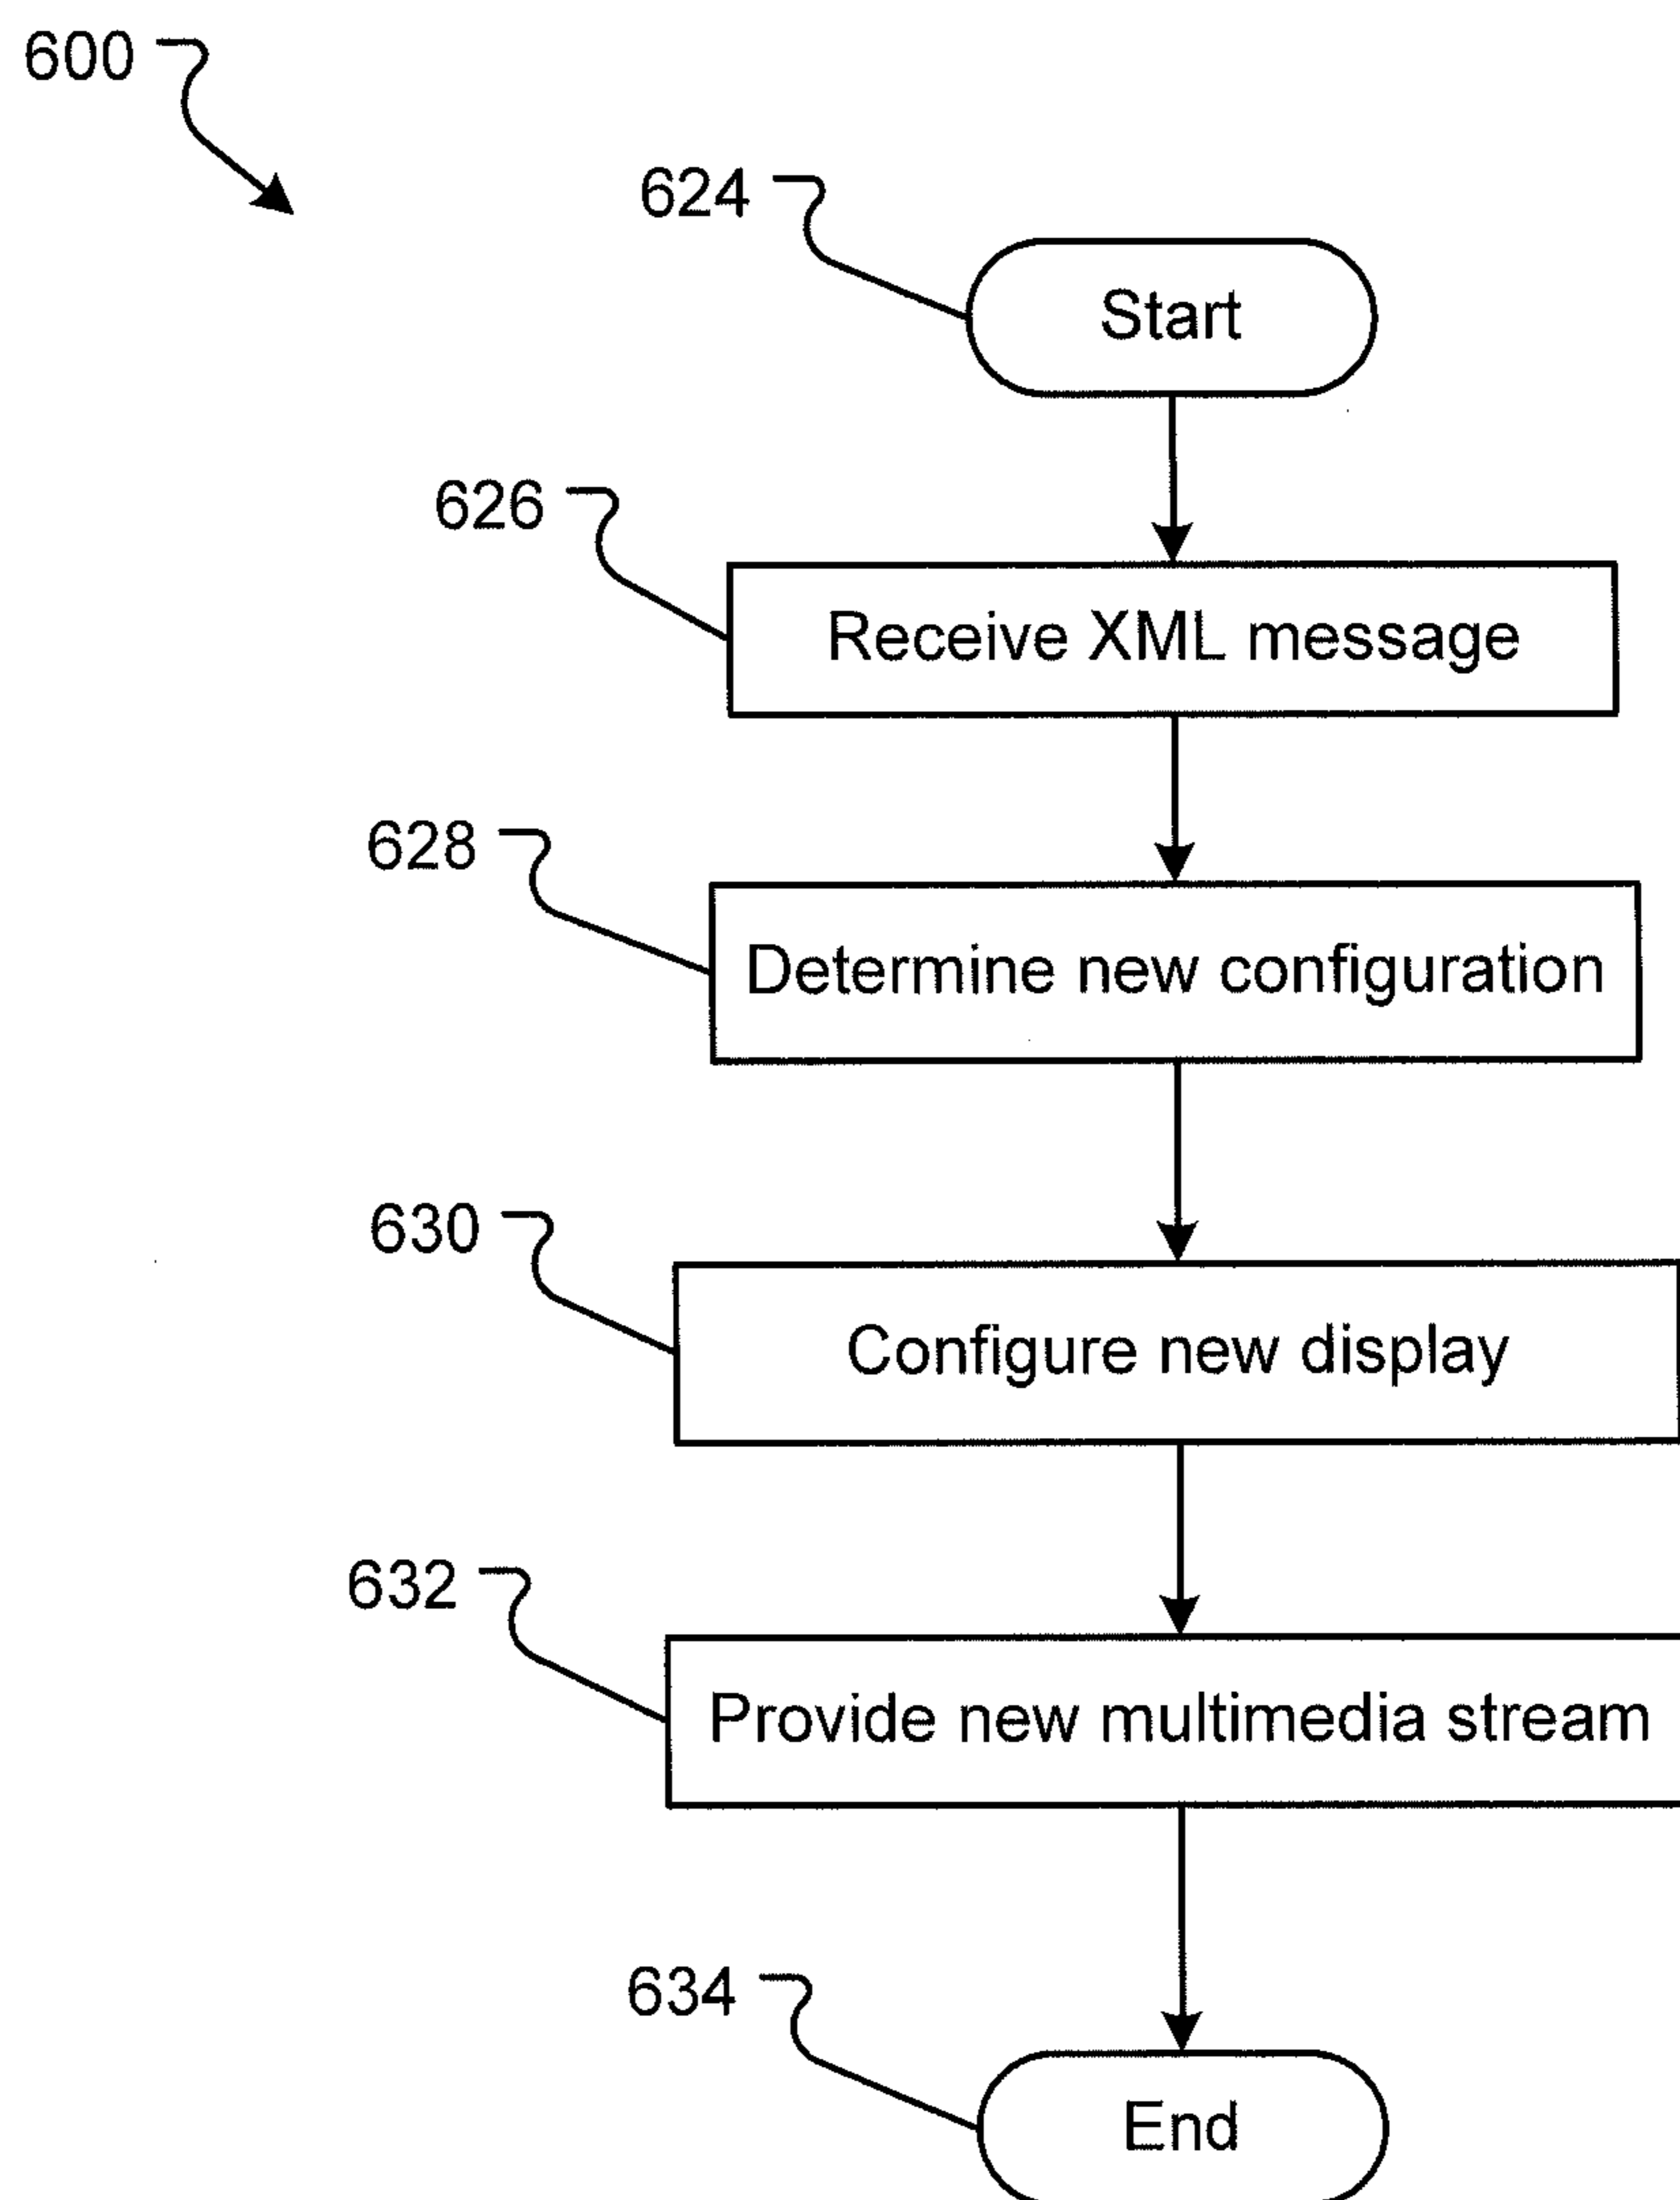 600
624
Start
626
Receive XML message
628
Determine new configuration
630
Configure new display
632
Provide new multimedia stream
634
End